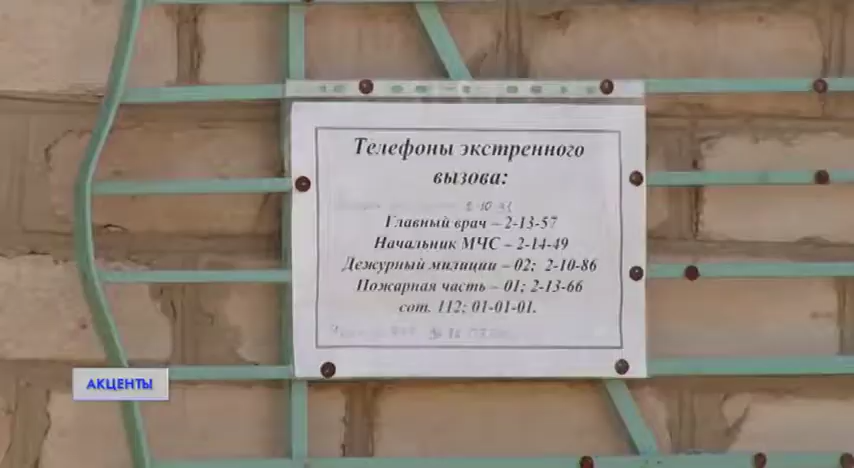 Телефоны экстренного
вызова:
Главный врач – 2-13-57
Начальник МЧС – 2-14-49
Дежурный милиции – 02; 2-10-86
Пожарная часть – 01; 2-13-66
сот. 112; 01-01-01.
АКЦЕНТЫ